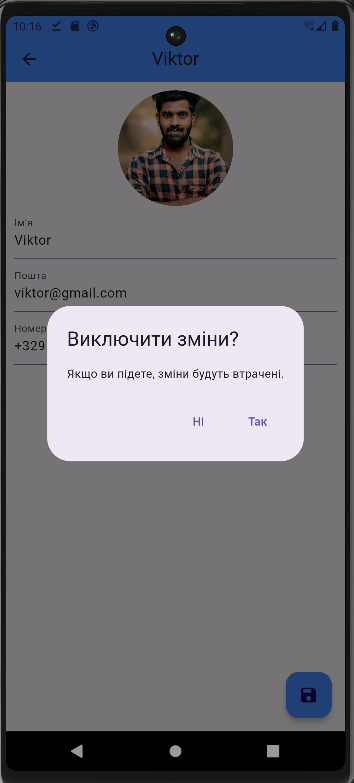 10:16
Viktor
Ім'я
Viktor
Пошта
viktor@gmail.com
Номер
+329
Виключити зміни?
Якщо ви підете, зміни будуть втрачені.
НІ
Так